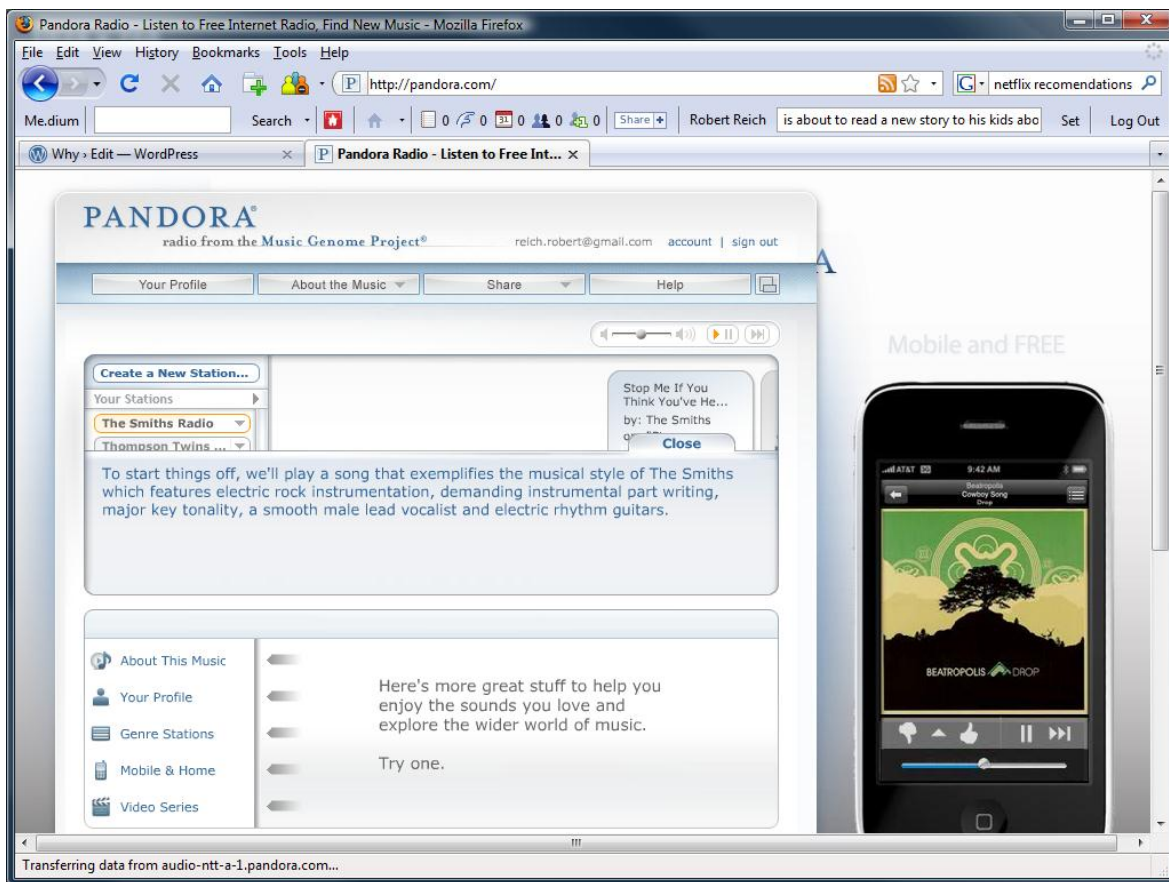 Pandora Radio - Listen to Free Internet Radio, Find New Music - Mozilla Firefox
File Edit View History Bookmarks Tools Help
P http://pandora.com/ G netflix recomendations
Me.dium Search 0 0 31 0 0 0 Share + Robert Reich is about to read a new story to his kids abo Set Log Out
Why › Edit — WordPress P Pandora Radio - Listen to Free Int...
PANDORA®
radio from the Music Genome Project® reich.robert@gmail.com account | sign out
A
Your Profile About the Music Share Help
Mobile and FREE
Create a New Station...
Your Stations
The Smiths Radio
Thompson Twins ...
Stop Me If You
Think You've He...
by: The Smiths
Close
To start things off, we'll play a song that exemplifies the musical style of The Smiths
which features electric rock instrumentation, demanding instrumental part writing,
major key tonality, a smooth male lead vocalist and electric rhythm guitars.
AT&T 9:42 AM
Beatropolis
Cowboy Song
Drop
BEATROPOLIS DROP
About This Music
Your Profile
Genre Stations
Mobile & Home
Video Series
Here's more great stuff to help you
enjoy the sounds you love and
explore the wider world of music.
Try one.
Transferring data from audio-ntt-a-1.pandora.com...